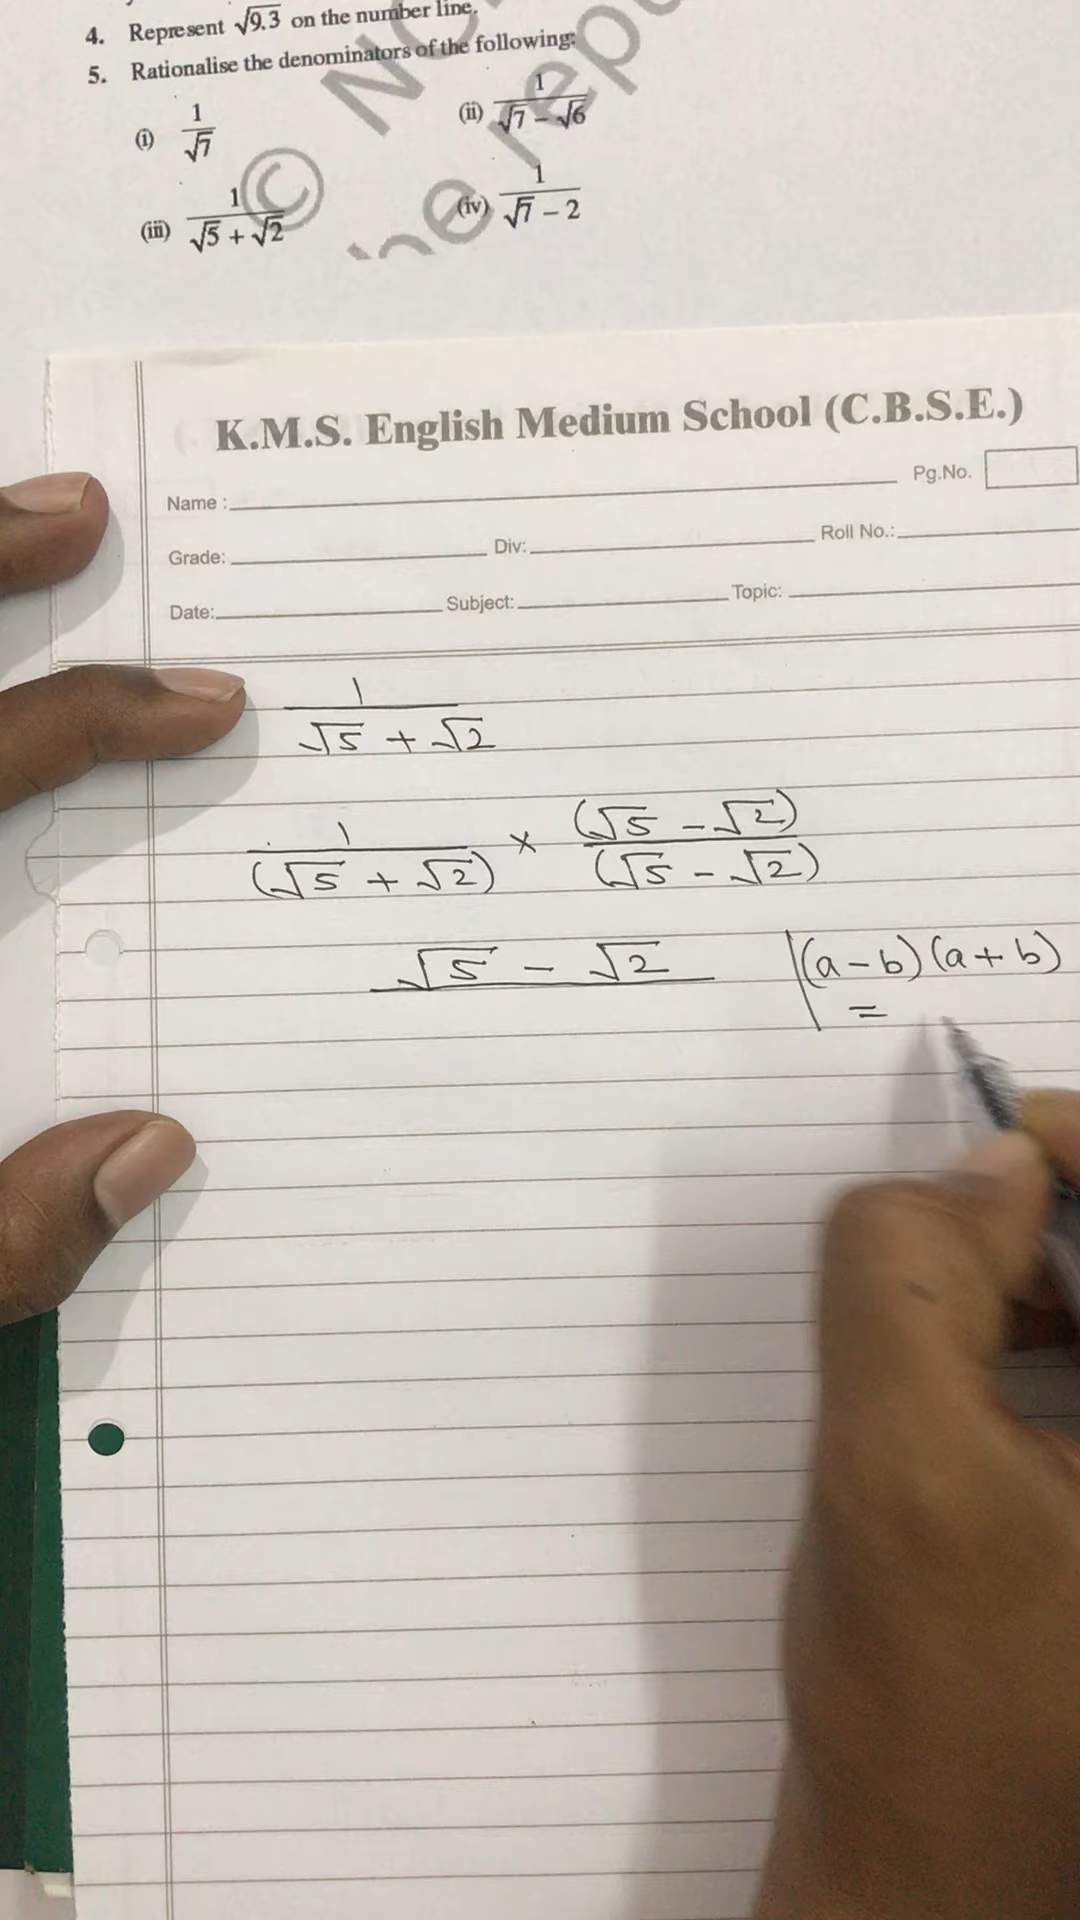 4. Represent √9.3 on the number line.
5. Rationalise the denominators of the following:
(i) 1/√7
(ii) 1/(√7 – √6)
(iii) 1/(√5 + √2)
(iv) 1/(√7 – 2)
©
he repu
K.M.S. English Medium School (C.B.S.E.)
Name : Pg.No.
Grade: Div: Roll No.:
Date: Subject: Topic:
1/(√5 + √2)
1/(√5 + √2) × (√5 - √2)/(√5 - √2)
√5 - √2
(a-b)(a+b)
=